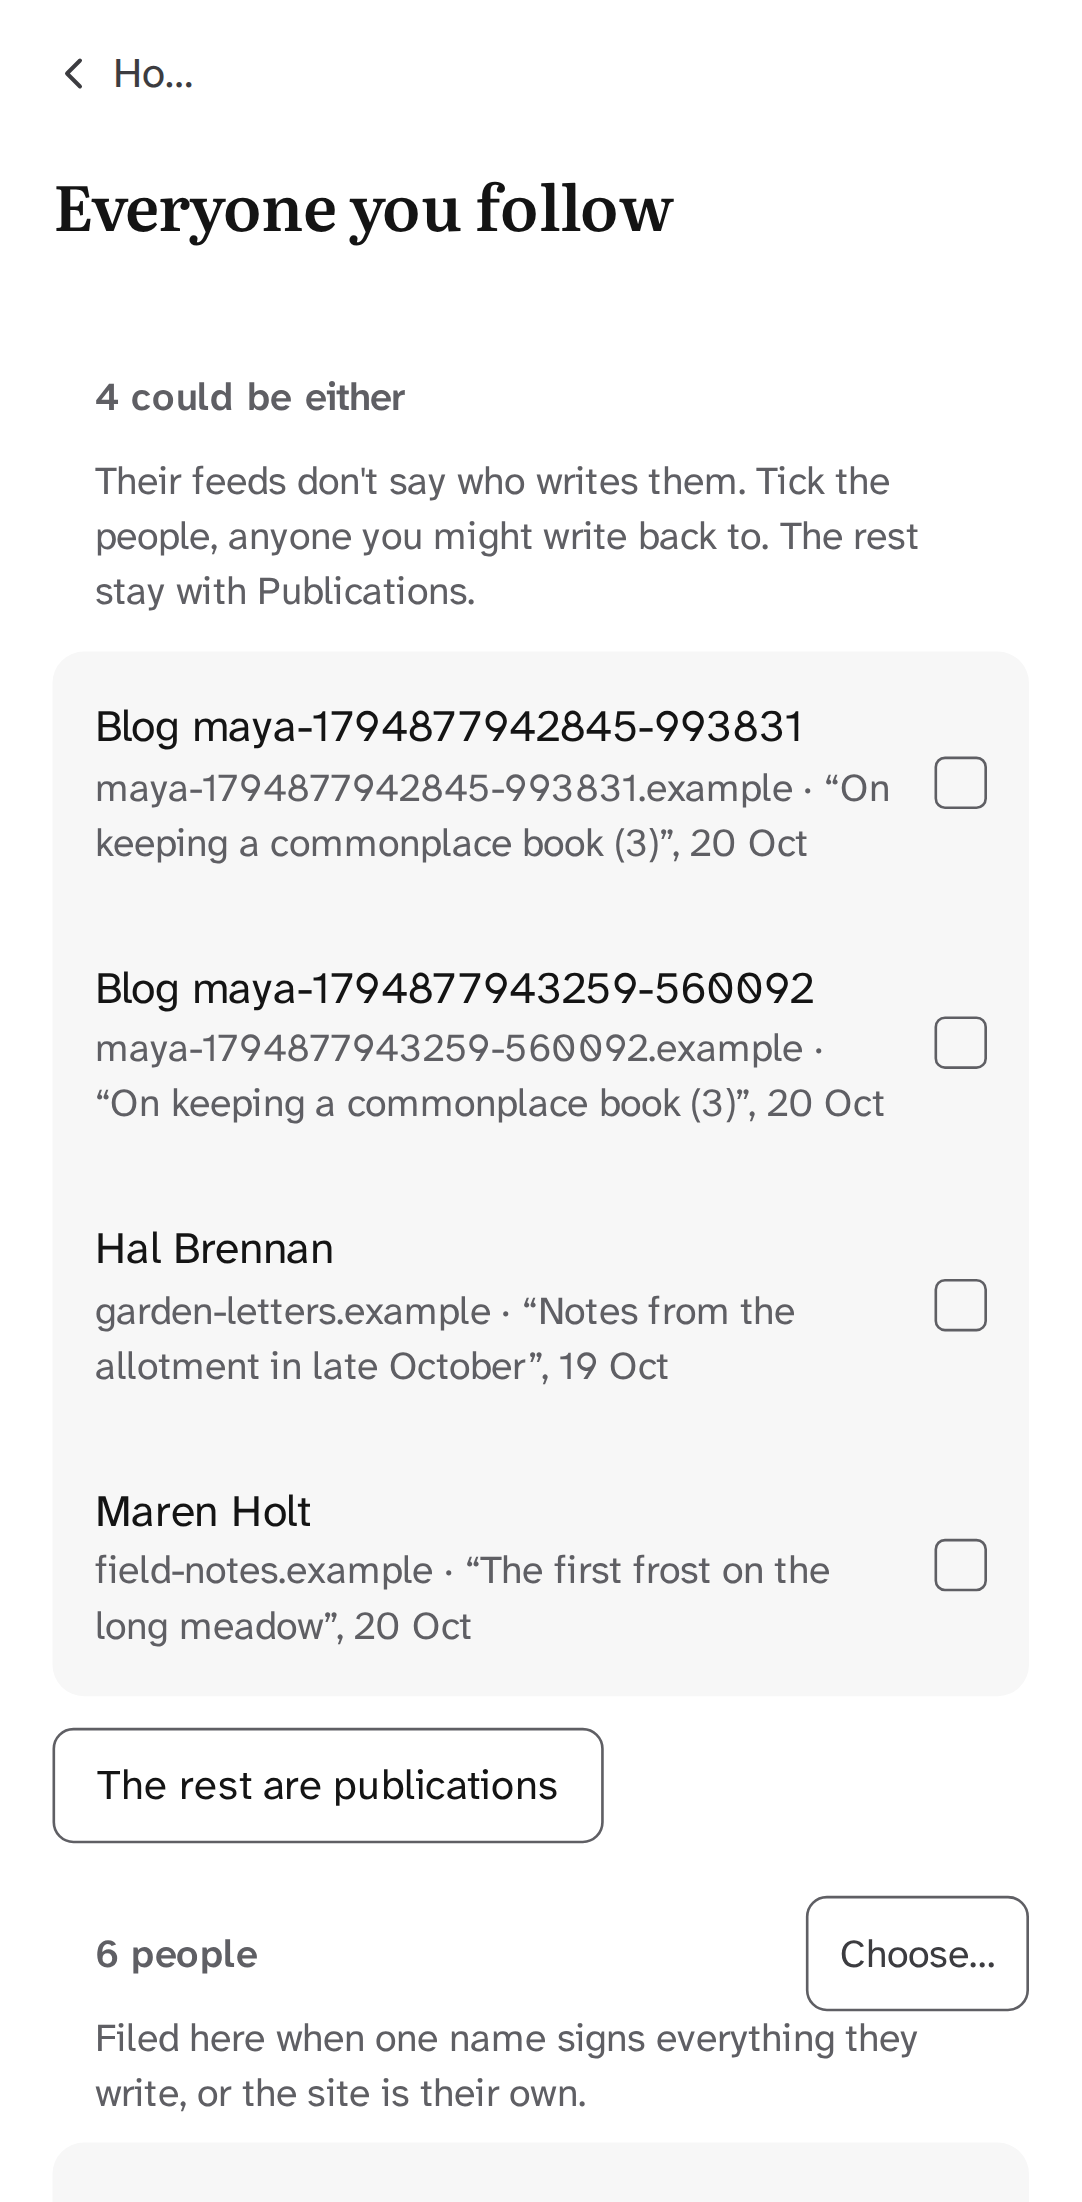 Ho...
Everyone you follow
4 could be either
Their feeds don't say who writes them. Tick the
people, anyone you might write back to. The rest
stay with Publications.
Blog maya-1794877942845-993831
maya-1794877942845-993831.example · “On
keeping a commonplace book (3)”, 20 Oct
Blog maya-1794877943259-560092
maya-1794877943259-560092.example ·
“On keeping a commonplace book (3)”, 20 Oct
Hal Brennan
garden-letters.example · “Notes from the
allotment in late October”, 19 Oct
Maren Holt
field-notes.example · “The first frost on the
long meadow”, 20 Oct
The rest are publications
6 people
Choose...
Filed here when one name signs everything they
write, or the site is their own.